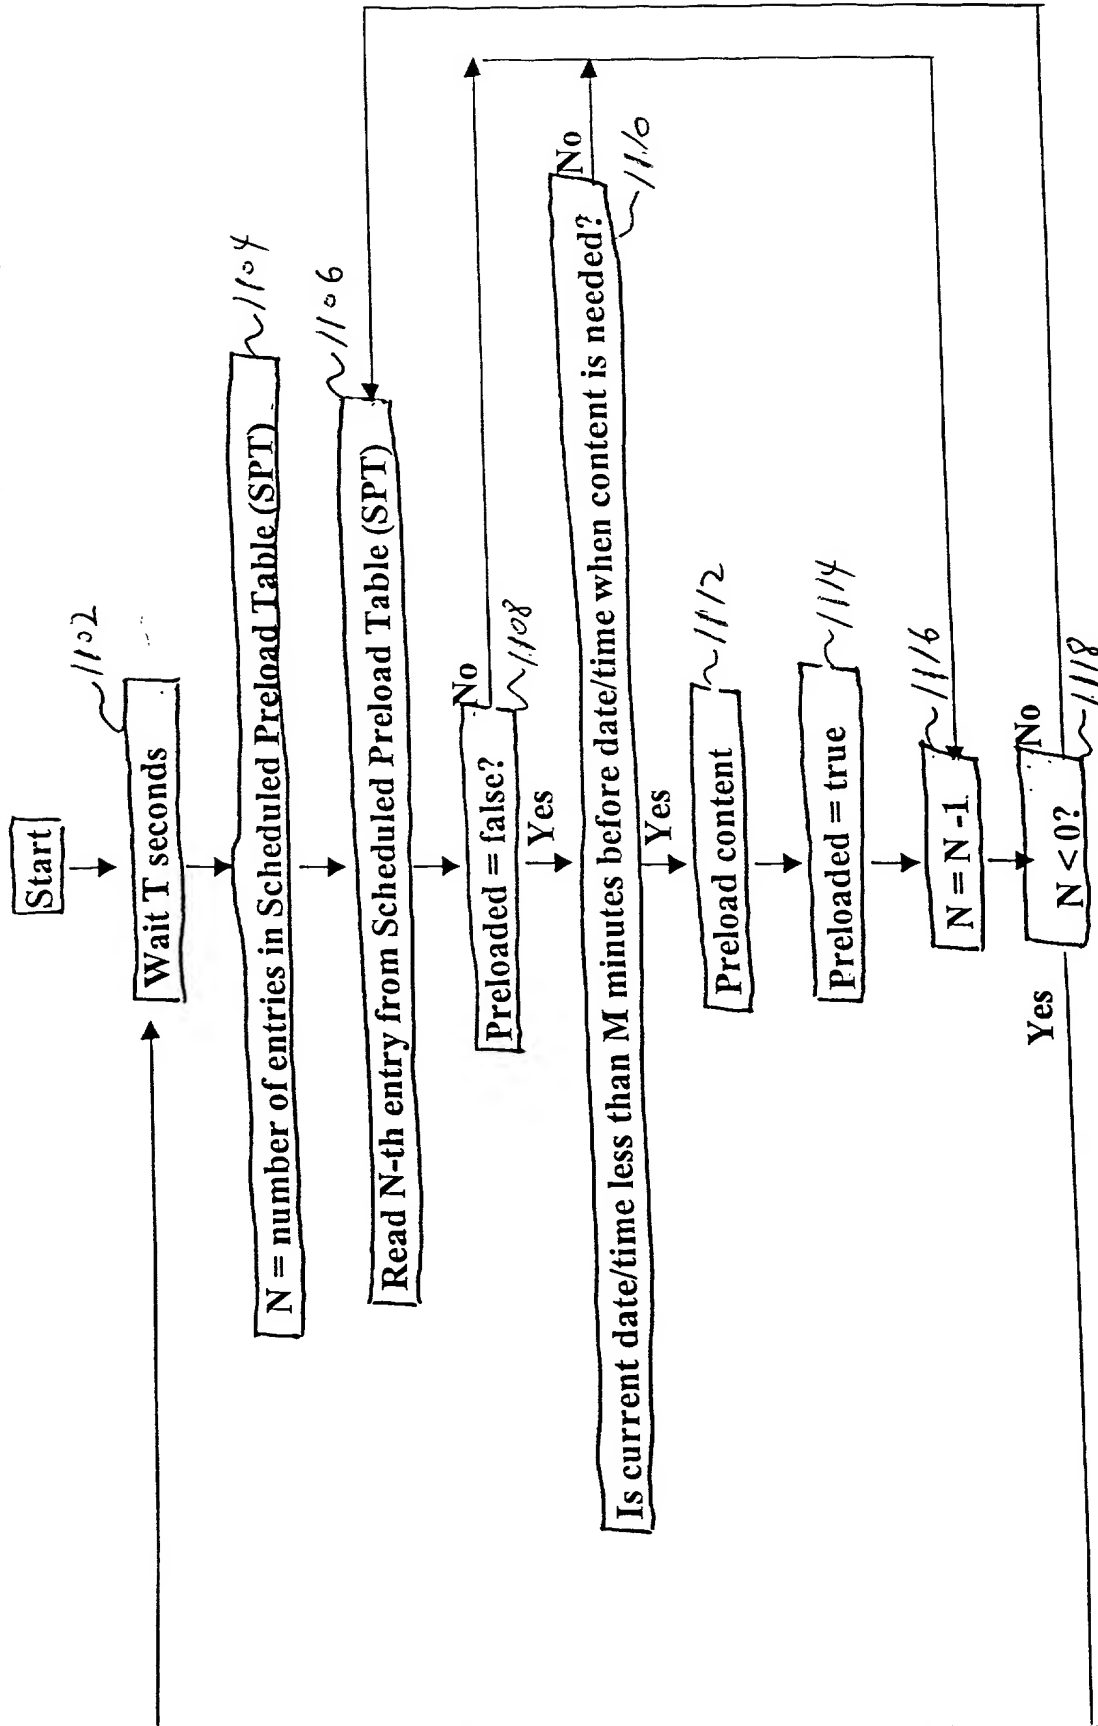 Start
Wait T seconds
1102
N = number of entries in Scheduled Preload Table (SPT)
1104
Read N-th entry from Scheduled Preload Table (SPT)
1106
Preloaded = false?
No
1108
Yes
Is current date/time less than M minutes before date/time when content is needed?
No
1110
Yes
Preload content
1112
Preloaded = true
1114
N = N -1
1116
N < 0?
No
1118
Yes